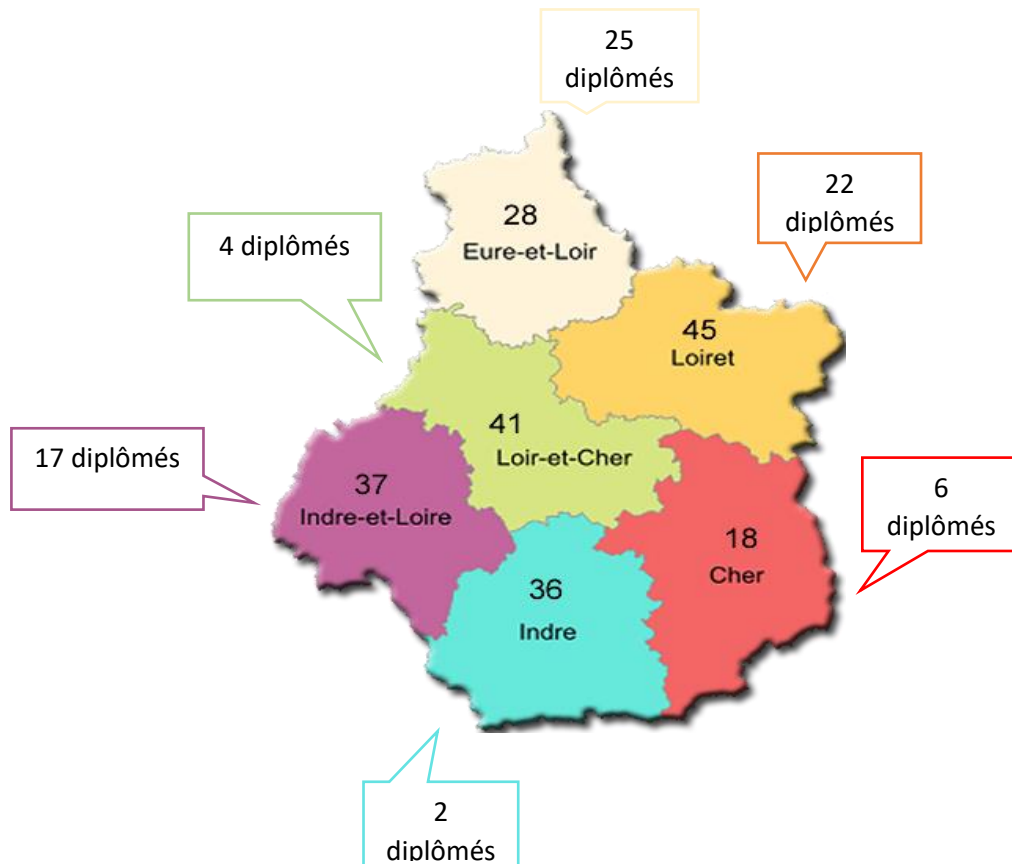 25
diplômés
22
diplômés
28
Eure-et-Loir
4 diplômés
45
Loiret
41
Loir-et-Cher
17 diplômés
37
Indre-et-Loire
6
diplômés
18
Cher
36
Indre
2
diplômés